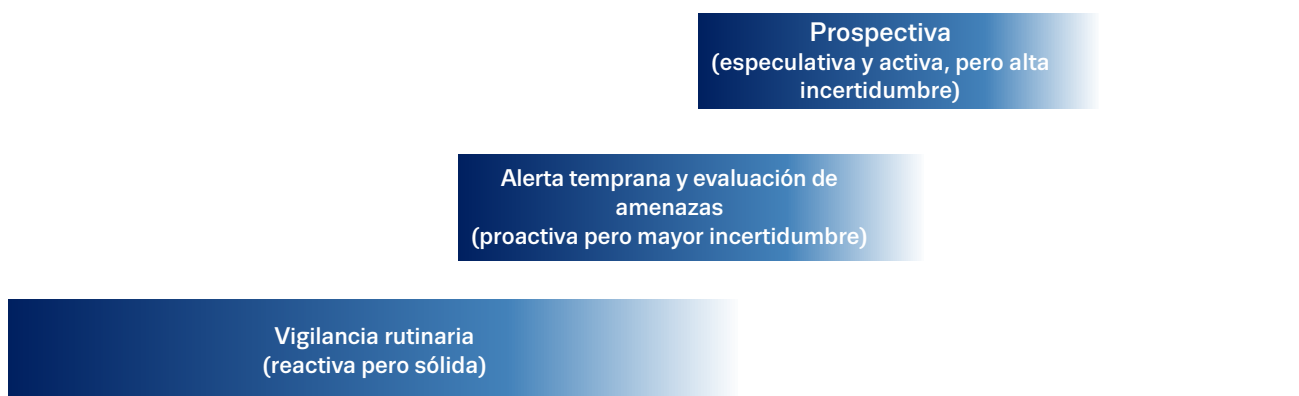 Prospectiva
(especulativa y activa, pero alta
incertidumbre)
Alerta temprana y evaluación de
amenazas
(proactiva pero mayor incertidumbre)
Vigilancia rutinaria
(reactiva pero sólida)